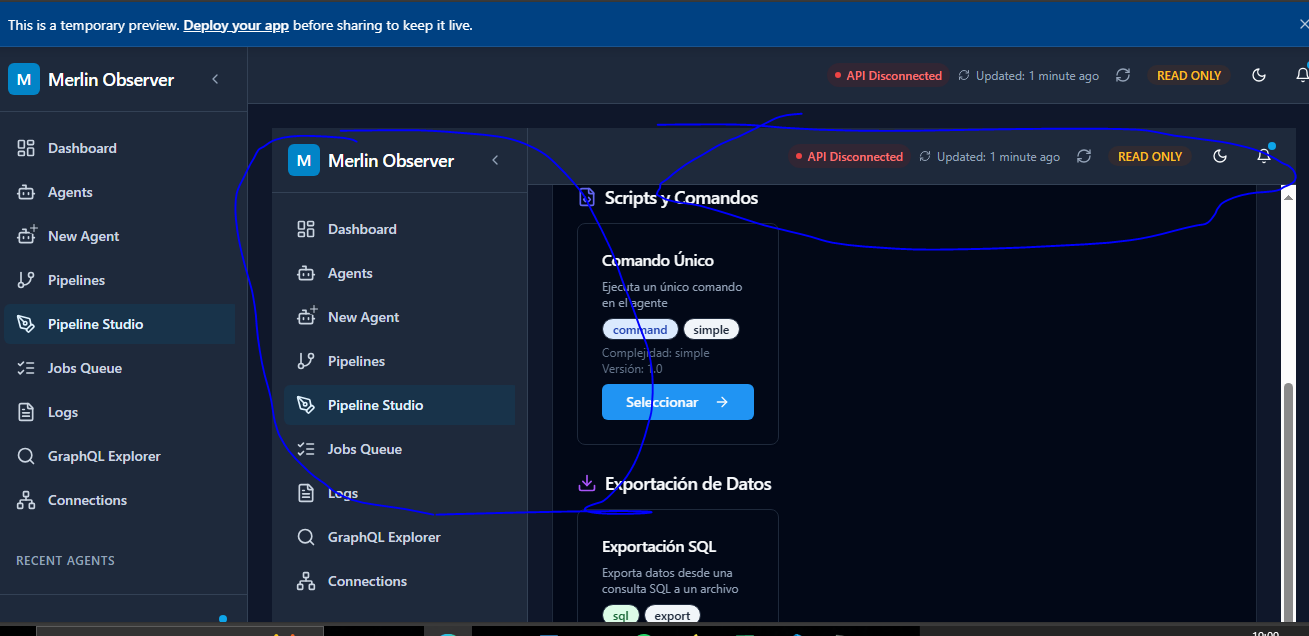 This is a temporary preview. Deploy your app before sharing to keep it live.
M Merlin Observer
API Disconnected Updated: 1 minute ago READ ONLY
Dashboard
Agents
New Agent
Pipelines
Pipeline Studio
Jobs Queue
Logs
GraphQL Explorer
Connections
RECENT AGENTS
M Merlin Observer
API Disconnected Updated: 1 minute ago READ ONLY
Dashboard
Agents
New Agent
Pipelines
Pipeline Studio
Jobs Queue
Logs
GraphQL Explorer
Connections
Scripts y Comandos
Comando Único
Ejecuta un único comando
en el agente
command simple
Complejidad: simple
Versión: 1.0
Seleccionar
Exportación de Datos
Exportación SQL
Exporta datos desde una
consulta SQL a un archivo
sql export